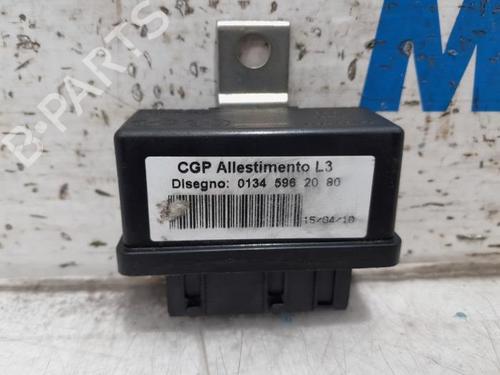 CGP Allestimento L3
Disegno: 0134 596 20 80
15/04/10
B-PARTS
M